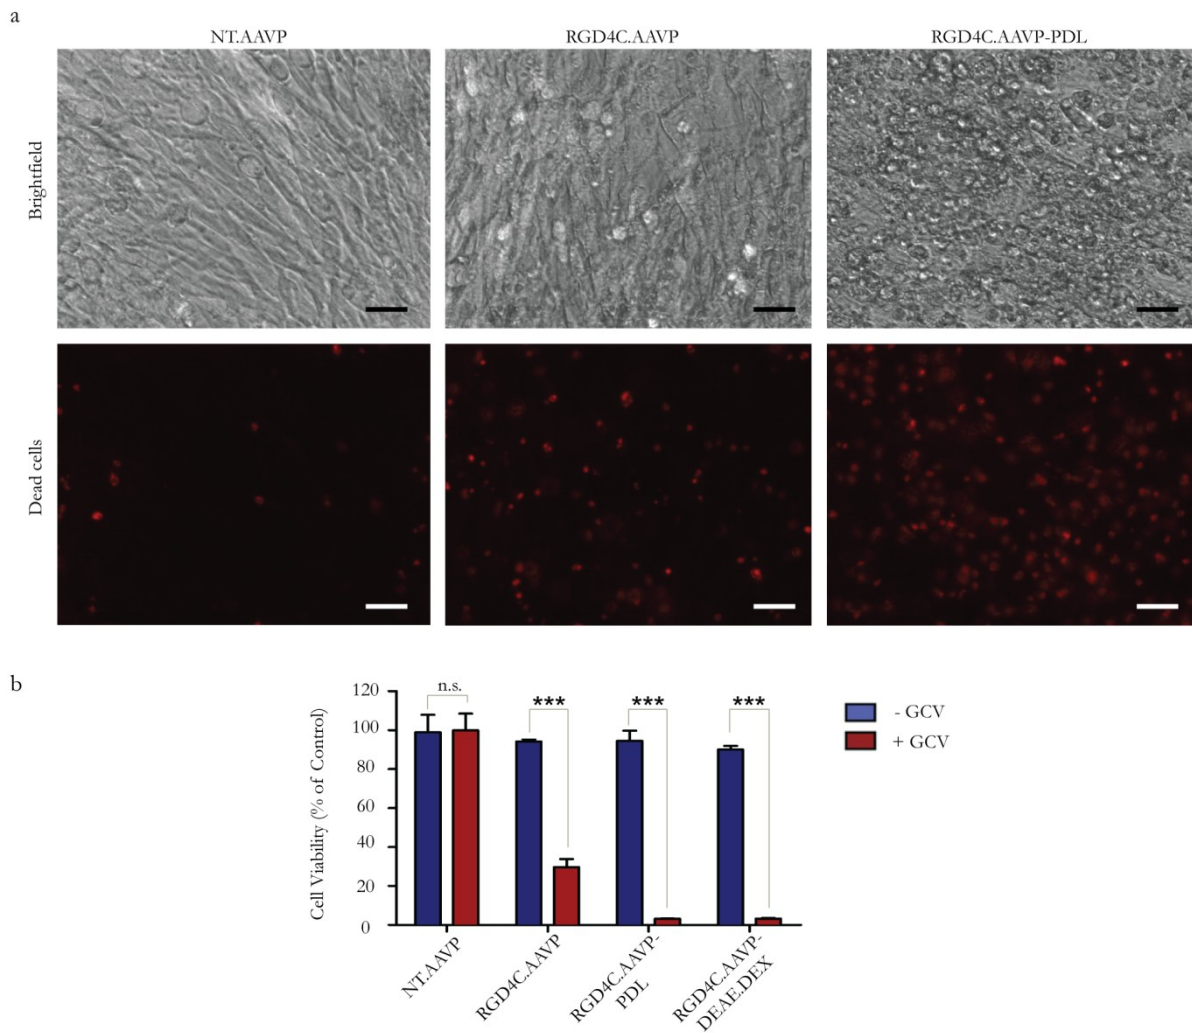 a
NT.AAVP
RGD4C.AAVP
RGD4C.AAVP-PDL
Brightfield
Dead cells
b
Cell Viability (% of Control)
120
100
80
60
40
20
0
n.s.
***
***
***
- GCV
+ GCV
NT.AAVP
RGD4C.AAVP
RGD4C.AAVP-
PDL
RGD4C.AAVP-
DEAE.DEX